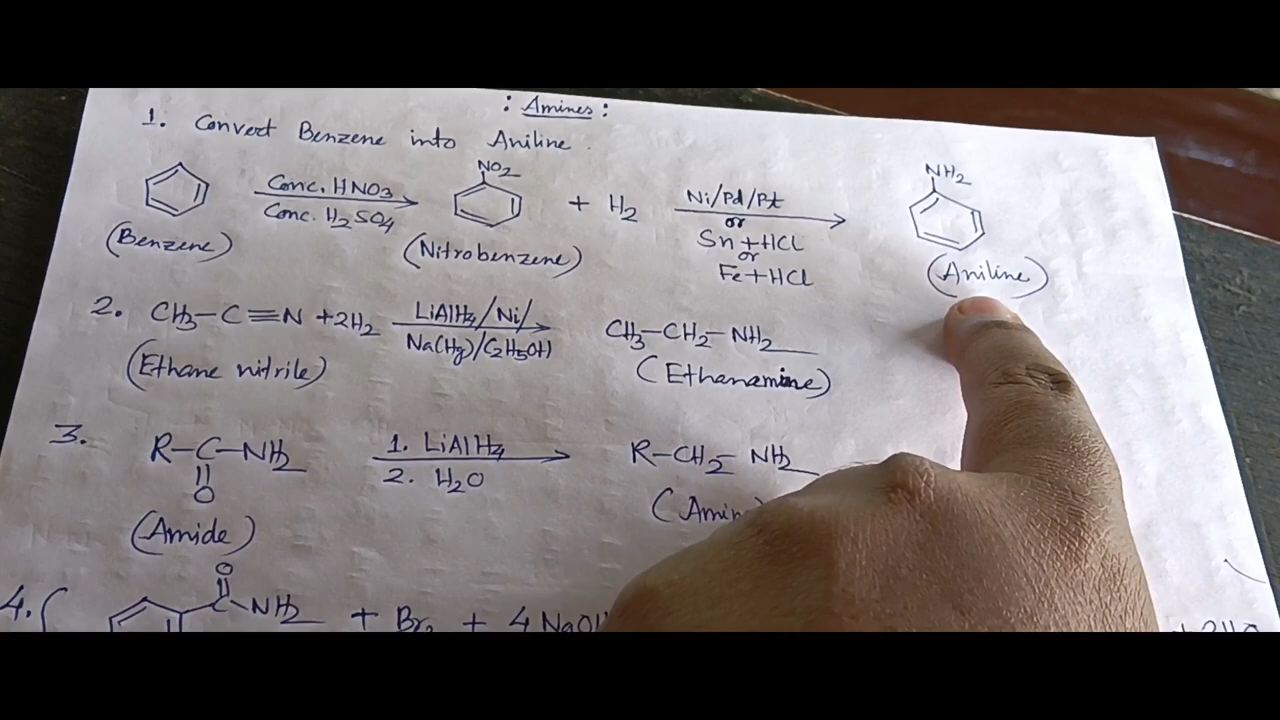 : Amines :
1. Convert Benzene into Aniline.
NO2
NH2
Conc. HNO3
Conc. H2SO4
+ H2
Ni/Pd/Pt
or
Sn+HCl
or
Fe+HCl
(Benzene)
(Nitrobenzene)
(Aniline)
2. CH3-C≡N +2H2
LiAlH4/Ni/
Na(Hg)/C2H5OH
CH3-CH2-NH2
(Ethane nitrile)
(Ethanamine)
3. R-C-NH2
O
1. LiAlH4
2. H2O
R-CH2-NH2
(Amide)
4. (
O
C-NH2 + Br2 + 4 NaOH